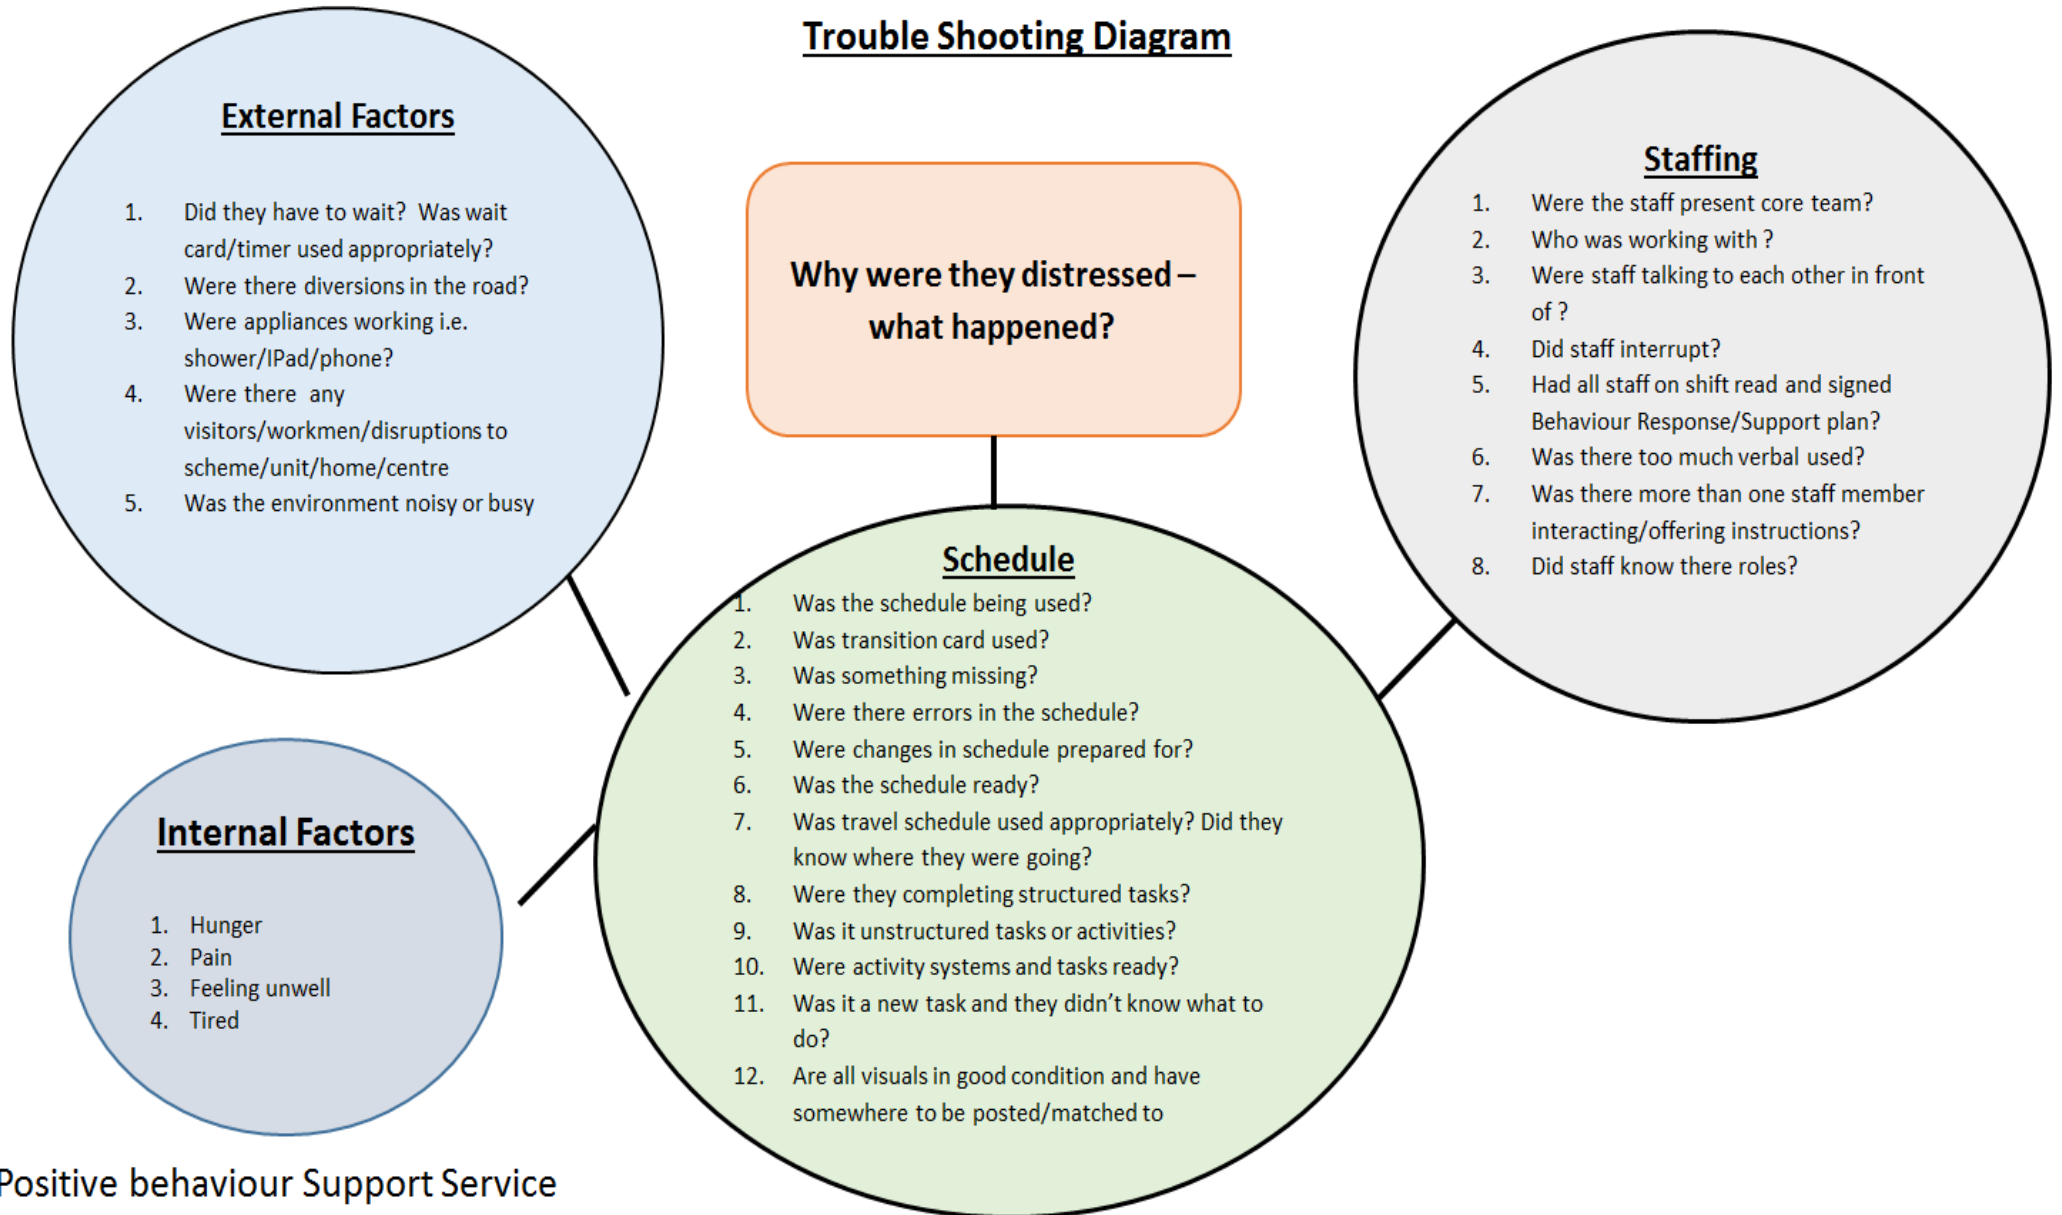 Trouble Shooting Diagram
External Factors
1. Did they have to wait? Was wait
card/timer used appropriately?
2. Were there diversions in the road?
3. Were appliances working i.e.
shower/IPad/phone?
4. Were there any
visitors/workmen/disruptions to
scheme/unit/home/centre
5. Was the environment noisy or busy
Why were they distressed –
what happened?
Staffing
1. Were the staff present core team?
2. Who was working with ?
3. Were staff talking to each other in front
of ?
4. Did staff interrupt?
5. Had all staff on shift read and signed
Behaviour Response/Support plan?
6. Was there too much verbal used?
7. Was there more than one staff member
interacting/offering instructions?
8. Did staff know there roles?
Schedule
1. Was the schedule being used?
2. Was transition card used?
3. Was something missing?
4. Were there errors in the schedule?
5. Were changes in schedule prepared for?
6. Was the schedule ready?
7. Was travel schedule used appropriately? Did they
know where they were going?
8. Were they completing structured tasks?
9. Was it unstructured tasks or activities?
10. Were activity systems and tasks ready?
11. Was it a new task and they didn’t know what to
do?
12. Are all visuals in good condition and have
somewhere to be posted/matched to
Internal Factors
1. Hunger
2. Pain
3. Feeling unwell
4. Tired
Positive behaviour Support Service